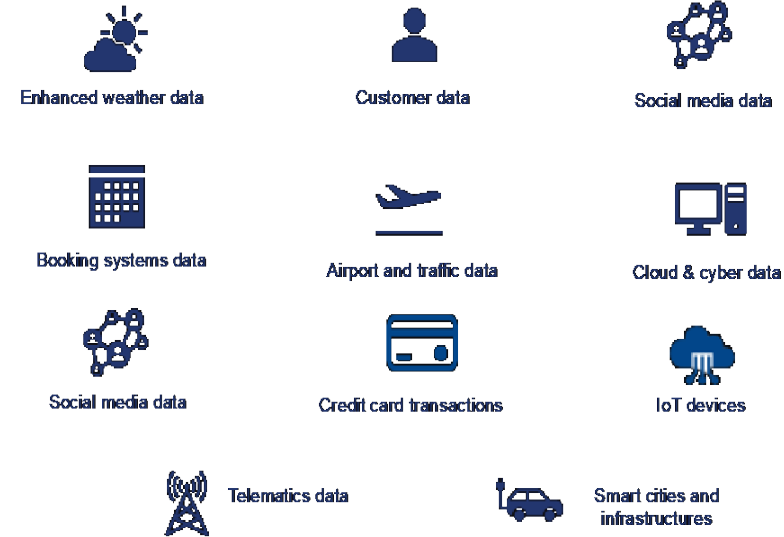 Enhanced weather data
Customer data
Social media data
Booking systems data
Airport and traffic data
Cloud & cyber data
Social media data
Credit card transactions
IoT devices
Telematics data
Smart cities and
infrastructures